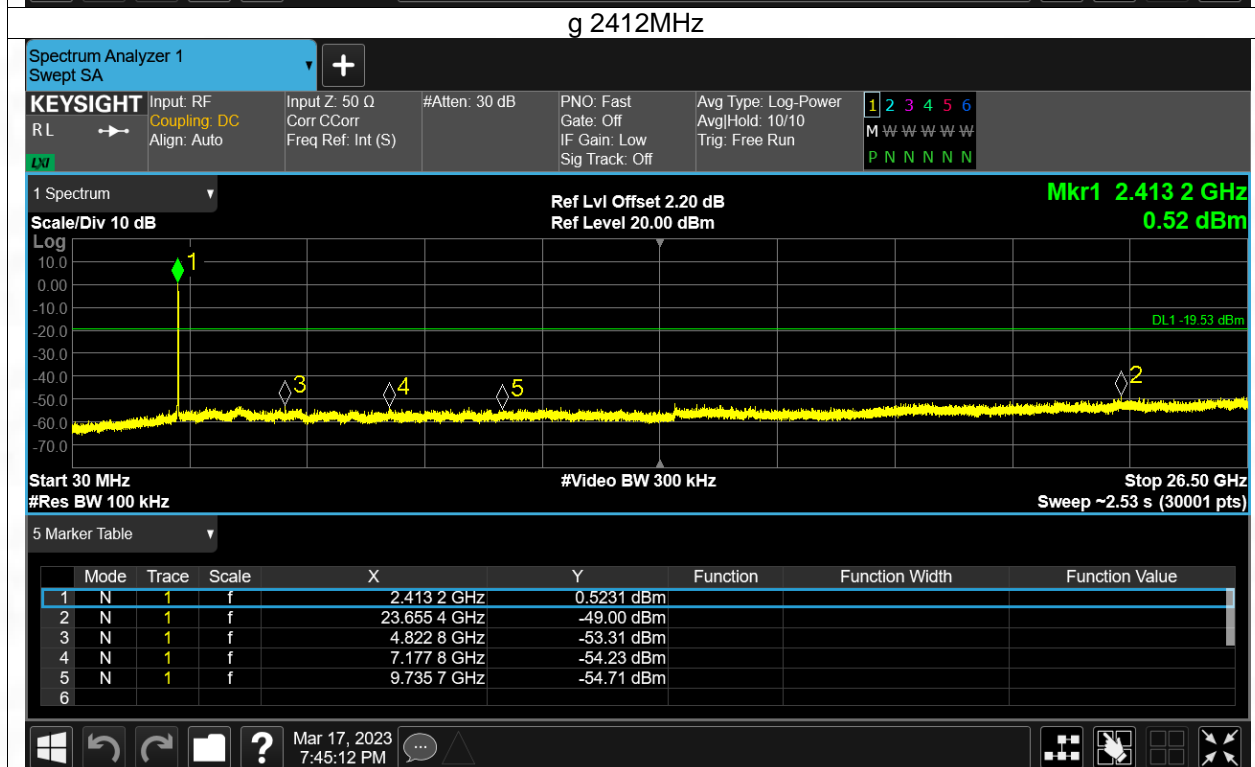 g 2412MHz
Spectrum Analyzer 1
Swept SA
KEYSIGHT
RL
LXI
Input: RF
Coupling: DC
Align: Auto
Input Z: 50 Ω
Corr CCorr
Freq Ref: Int (S)
#Atten: 30 dB
PNO: Fast
Gate: Off
IF Gain: Low
Sig Track: Off
Avg Type: Log-Power
Avg|Hold: 10/10
Trig: Free Run
1 2 3 4 5 6
M W W W W W
P N N N N N
1 Spectrum
Scale/Div 10 dB
Ref Lvl Offset 2.20 dB
Ref Level 20.00 dBm
Mkr1 2.413 2 GHz
0.52 dBm
Log
10.0
0.00
-10.0
-20.0
-30.0
-40.0
-50.0
-60.0
-70.0
1
DL1 -19.53 dBm
3
4
5
2
Start 30 MHz
#Res BW 100 kHz
#Video BW 300 kHz
Stop 26.50 GHz
Sweep ~2.53 s (30001 pts)
5 Marker Table
Mode Trace Scale X Y Function Function Width Function Value
1 N 1 f 2.413 2 GHz 0.5231 dBm
2 N 1 f 23.655 4 GHz -49.00 dBm
3 N 1 f 4.822 8 GHz -53.31 dBm
4 N 1 f 7.177 8 GHz -54.23 dBm
5 N 1 f 9.735 7 GHz -54.71 dBm
6
?
Mar 17, 2023
7:45:12 PM